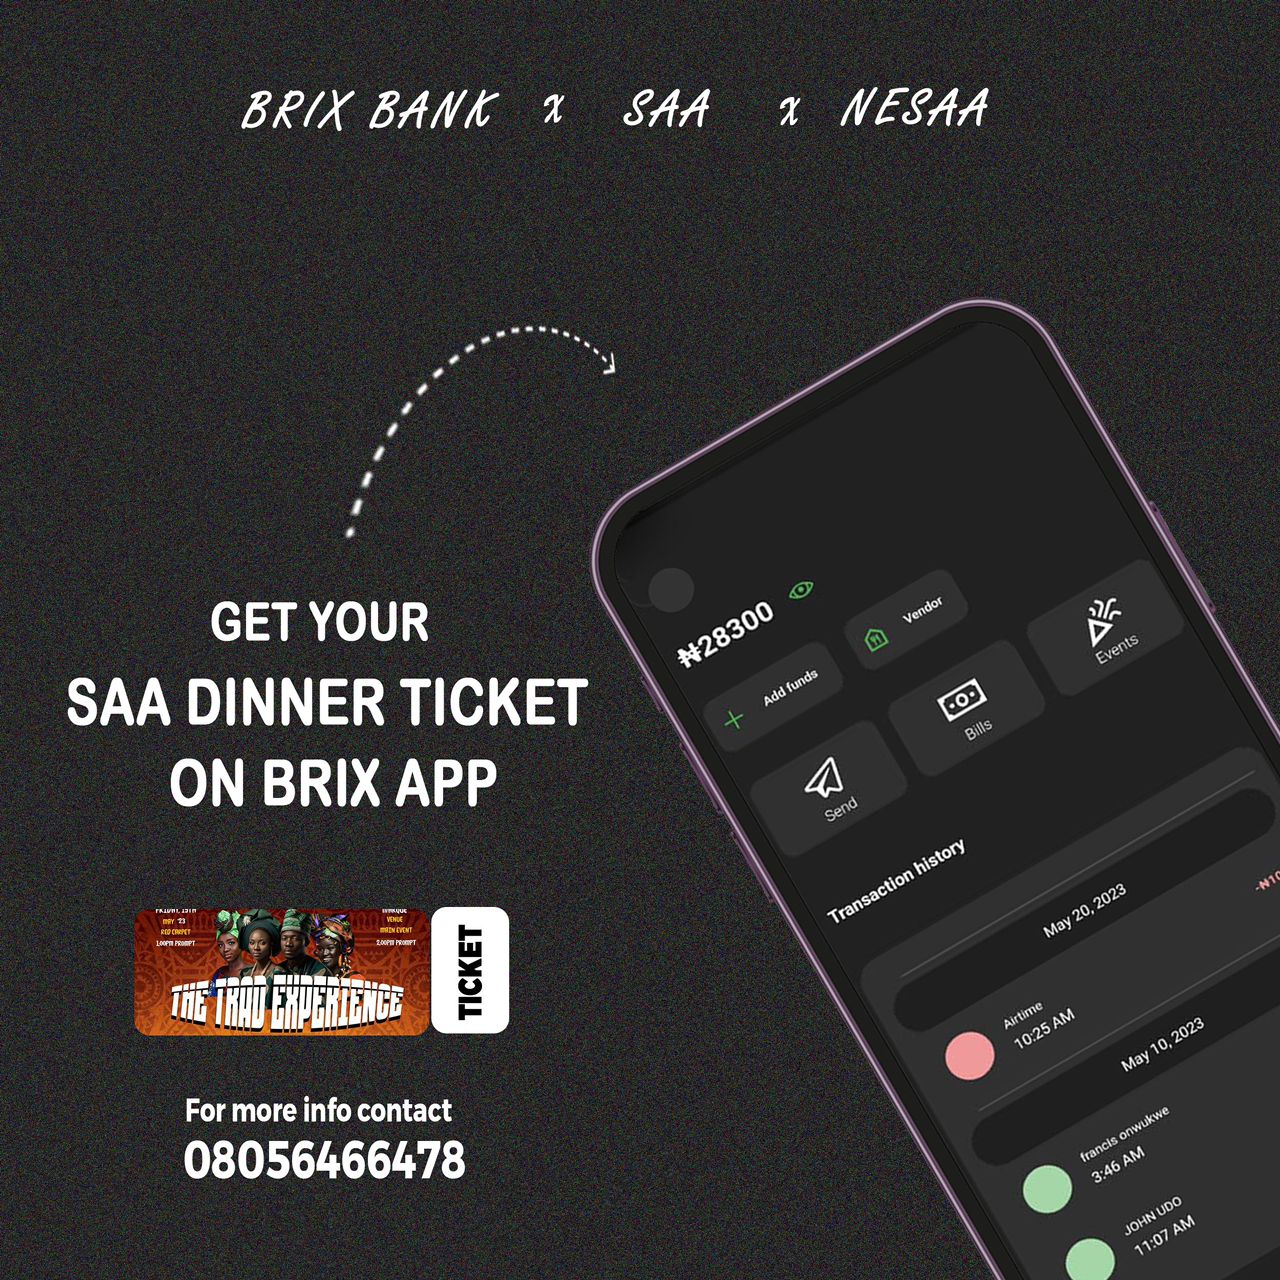 BRIX BANK x SAA x NESAA
GET YOUR
SAA DINNER TICKET
ON BRIX APP
MAY '23
RED CARPET
1.00PM PROMPT
VENUE
MAIN EVENT
2.00PM PROMPT
THE TRAD EXPERIENCE
TICKET
For more info contact
08056466478
₦28300
Add funds
Vendor
Send
Bills
Events
Transaction history
May 20, 2023
Airtime
10:25 AM
-₦10
May 10, 2023
francis onwukwe
3:46 AM
JOHN UDO
11:07 AM